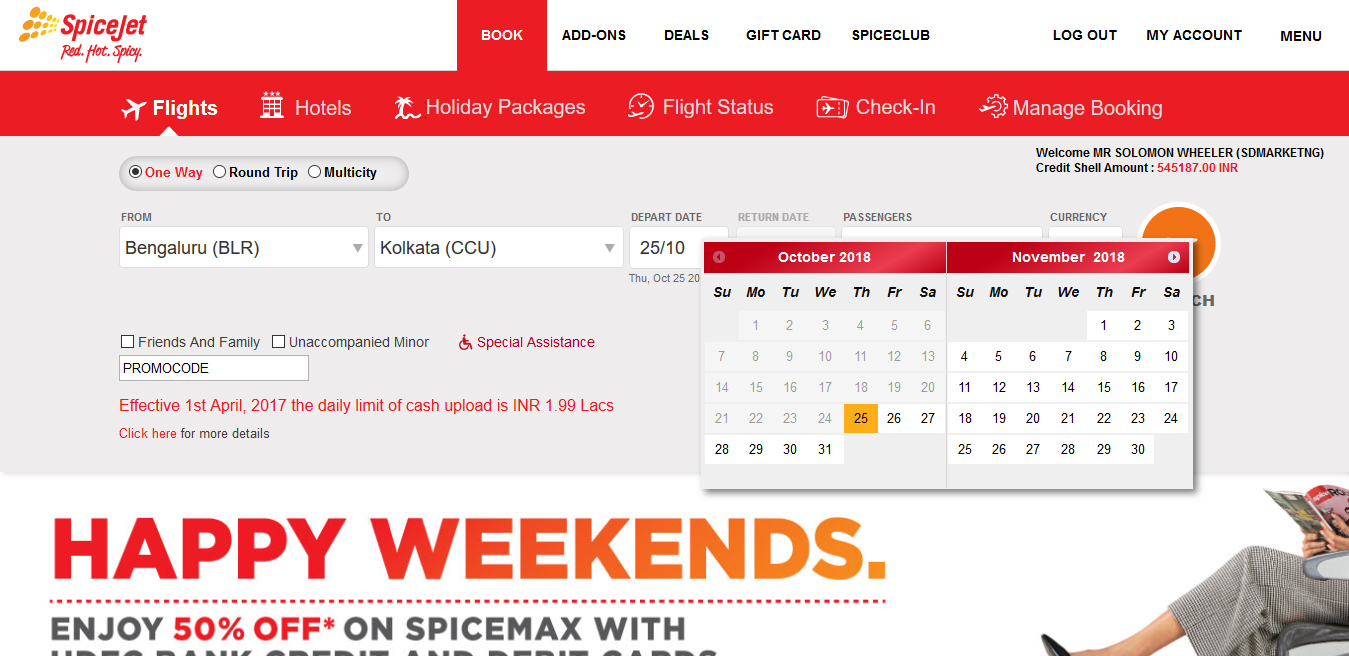 SpiceJet
Red. Hot. Spicy.
BOOK
ADD-ONS
DEALS
GIFT CARD
SPICECLUB
LOG OUT
MY ACCOUNT
MENU
Flights
Hotels
Holiday Packages
Flight Status
Check-In
Manage Booking
One Way Round Trip Multicity
Welcome MR SOLOMON WHEELER (SDMARKETNG)
Credit Shell Amount : 545187.00 INR
FROM
TO
DEPART DATE
RETURN DATE
PASSENGERS
CURRENCY
Bengaluru (BLR)
Kolkata (CCU)
25/10
Thu, Oct 25 20
CH
October 2018
Su Mo Tu We Th Fr Sa
1 2 3 4 5 6
7 8 9 10 11 12 13
14 15 16 17 18 19 20
21 22 23 24 25 26 27
28 29 30 31
November 2018
Su Mo Tu We Th Fr Sa
1 2 3
4 5 6 7 8 9 10
11 12 13 14 15 16 17
18 19 20 21 22 23 24
25 26 27 28 29 30
Friends And Family Unaccompanied Minor Special Assistance
PROMOCODE
Effective 1st April, 2017 the daily limit of cash upload is INR 1.99 Lacs
Click here for more details
HAPPY WEEKENDS.
ENJOY 50% OFF* ON SPICEMAX WITH
HDFC BANK CREDIT AND DEBIT CARDS